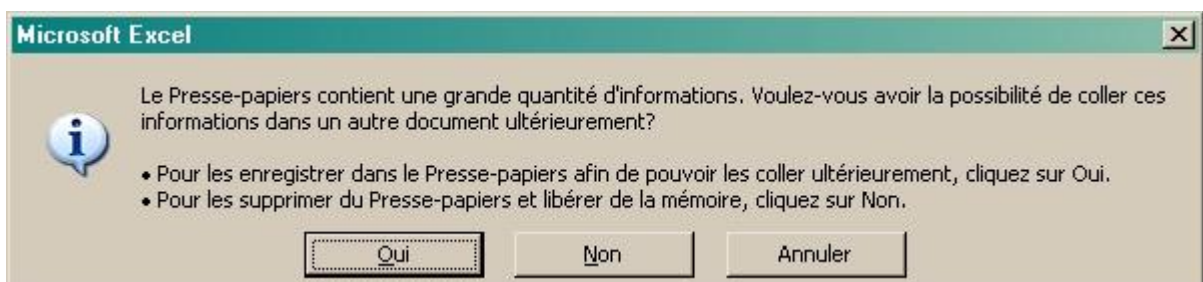 Microsoft Excel
Le Presse-papiers contient une grande quantité d'informations. Voulez-vous avoir la possibilité de coller ces
informations dans un autre document ultérieurement?
• Pour les enregistrer dans le Presse-papiers afin de pouvoir les coller ultérieurement, cliquez sur Oui.
• Pour les supprimer du Presse-papiers et libérer de la mémoire, cliquez sur Non.
Oui Non Annuler